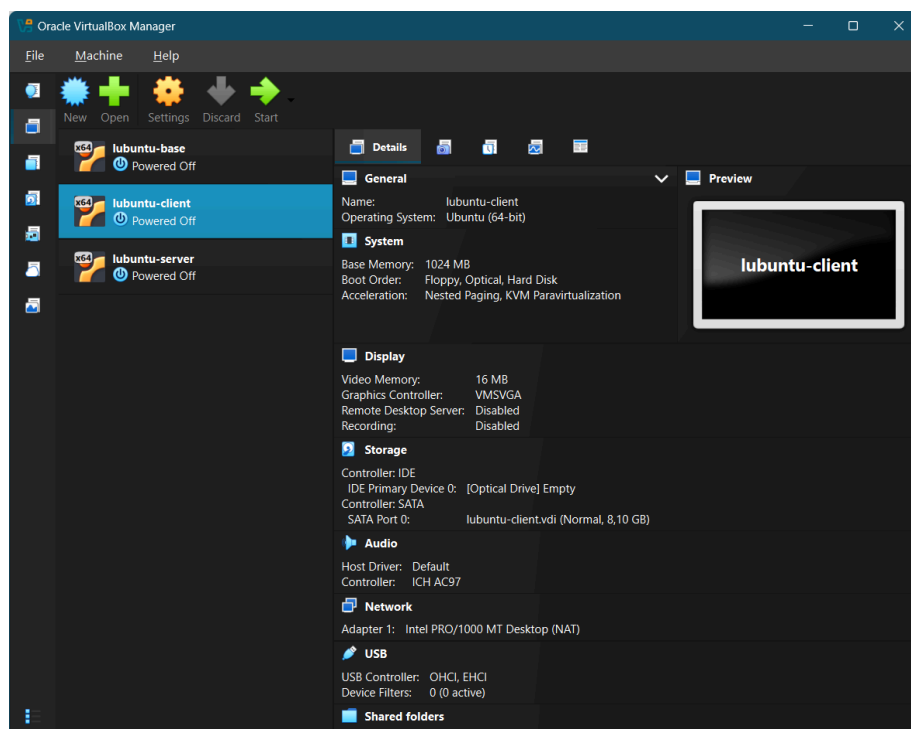 Oracle VirtualBox Manager
File Machine Help
New Open Settings Discard Start
x64 lubuntu-base
Powered Off
x64 lubuntu-client
Powered Off
x64 lubuntu-server
Powered Off
Details
General
Name: lubuntu-client
Operating System: Ubuntu (64-bit)
Preview
lubuntu-client
System
Base Memory: 1024 MB
Boot Order: Floppy, Optical, Hard Disk
Acceleration: Nested Paging, KVM Paravirtualization
Display
Video Memory: 16 MB
Graphics Controller: VMSVGA
Remote Desktop Server: Disabled
Recording: Disabled
Storage
Controller: IDE
IDE Primary Device 0: [Optical Drive] Empty
Controller: SATA
SATA Port 0: lubuntu-client.vdi (Normal, 8,10 GB)
Audio
Host Driver: Default
Controller: ICH AC97
Network
Adapter 1: Intel PRO/1000 MT Desktop (NAT)
USB
USB Controller: OHCI, EHCI
Device Filters: 0 (0 active)
Shared folders